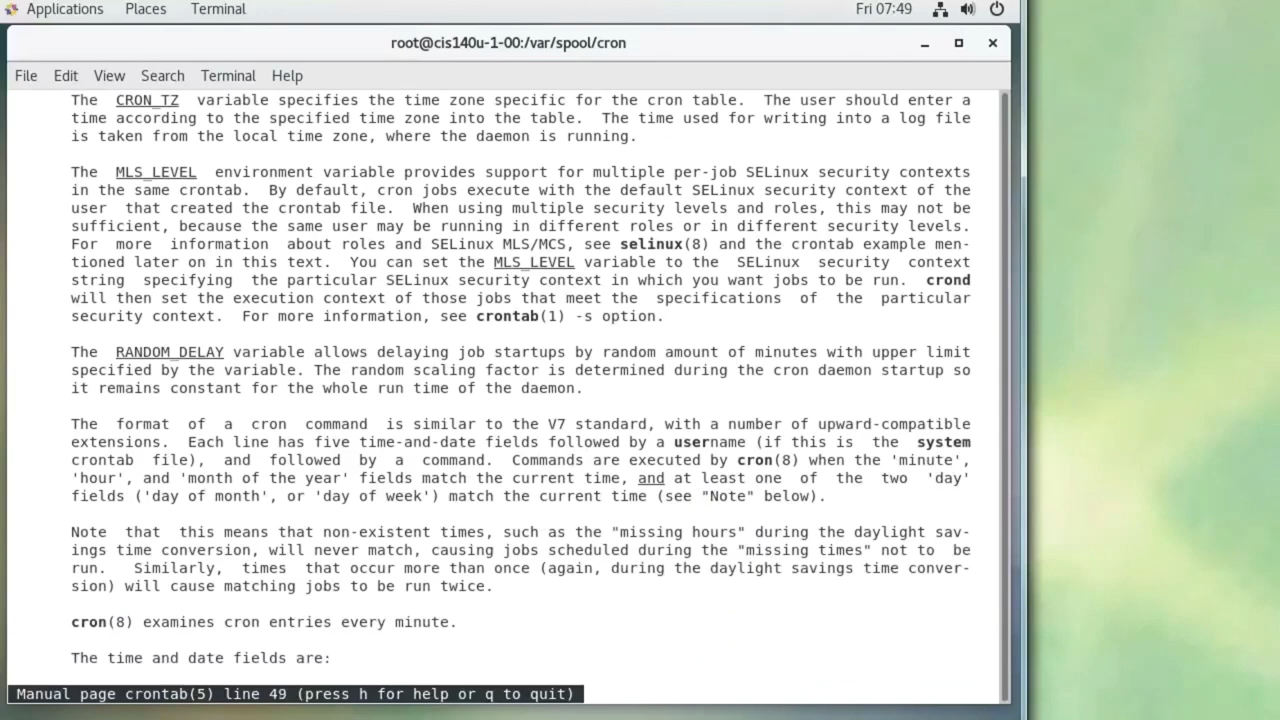 Applications Places Terminal Fri 07:49
root@cis140u-1-00:/var/spool/cron
File Edit View Search Terminal Help
The CRON_TZ variable specifies the time zone specific for the cron table. The user should enter a
time according to the specified time zone into the table. The time used for writing into a log file
is taken from the local time zone, where the daemon is running.
The MLS_LEVEL environment variable provides support for multiple per-job SELinux security contexts
in the same crontab. By default, cron jobs execute with the default SELinux security context of the
user that created the crontab file. When using multiple security levels and roles, this may not be
sufficient, because the same user may be running in different roles or in different security levels.
For more information about roles and SELinux MLS/MCS, see selinux(8) and the crontab example men-
tioned later on in this text. You can set the MLS_LEVEL variable to the SELinux security context
string specifying the particular SELinux security context in which you want jobs to be run. crond
will then set the execution context of those jobs that meet the specifications of the particular
security context. For more information, see crontab(1) -s option.
The RANDOM_DELAY variable allows delaying job startups by random amount of minutes with upper limit
specified by the variable. The random scaling factor is determined during the cron daemon startup so
it remains constant for the whole run time of the daemon.
The format of a cron command is similar to the V7 standard, with a number of upward-compatible
extensions. Each line has five time-and-date fields followed by a username (if this is the system
crontab file), and followed by a command. Commands are executed by cron(8) when the 'minute',
'hour', and 'month of the year' fields match the current time, and at least one of the two 'day'
fields ('day of month', or 'day of week') match the current time (see "Note" below).
Note that this means that non-existent times, such as the "missing hours" during the daylight sav-
ings time conversion, will never match, causing jobs scheduled during the "missing times" not to be
run. Similarly, times that occur more than once (again, during the daylight savings time conver-
sion) will cause matching jobs to be run twice.
cron(8) examines cron entries every minute.
The time and date fields are:
Manual page crontab(5) line 49 (press h for help or q to quit)